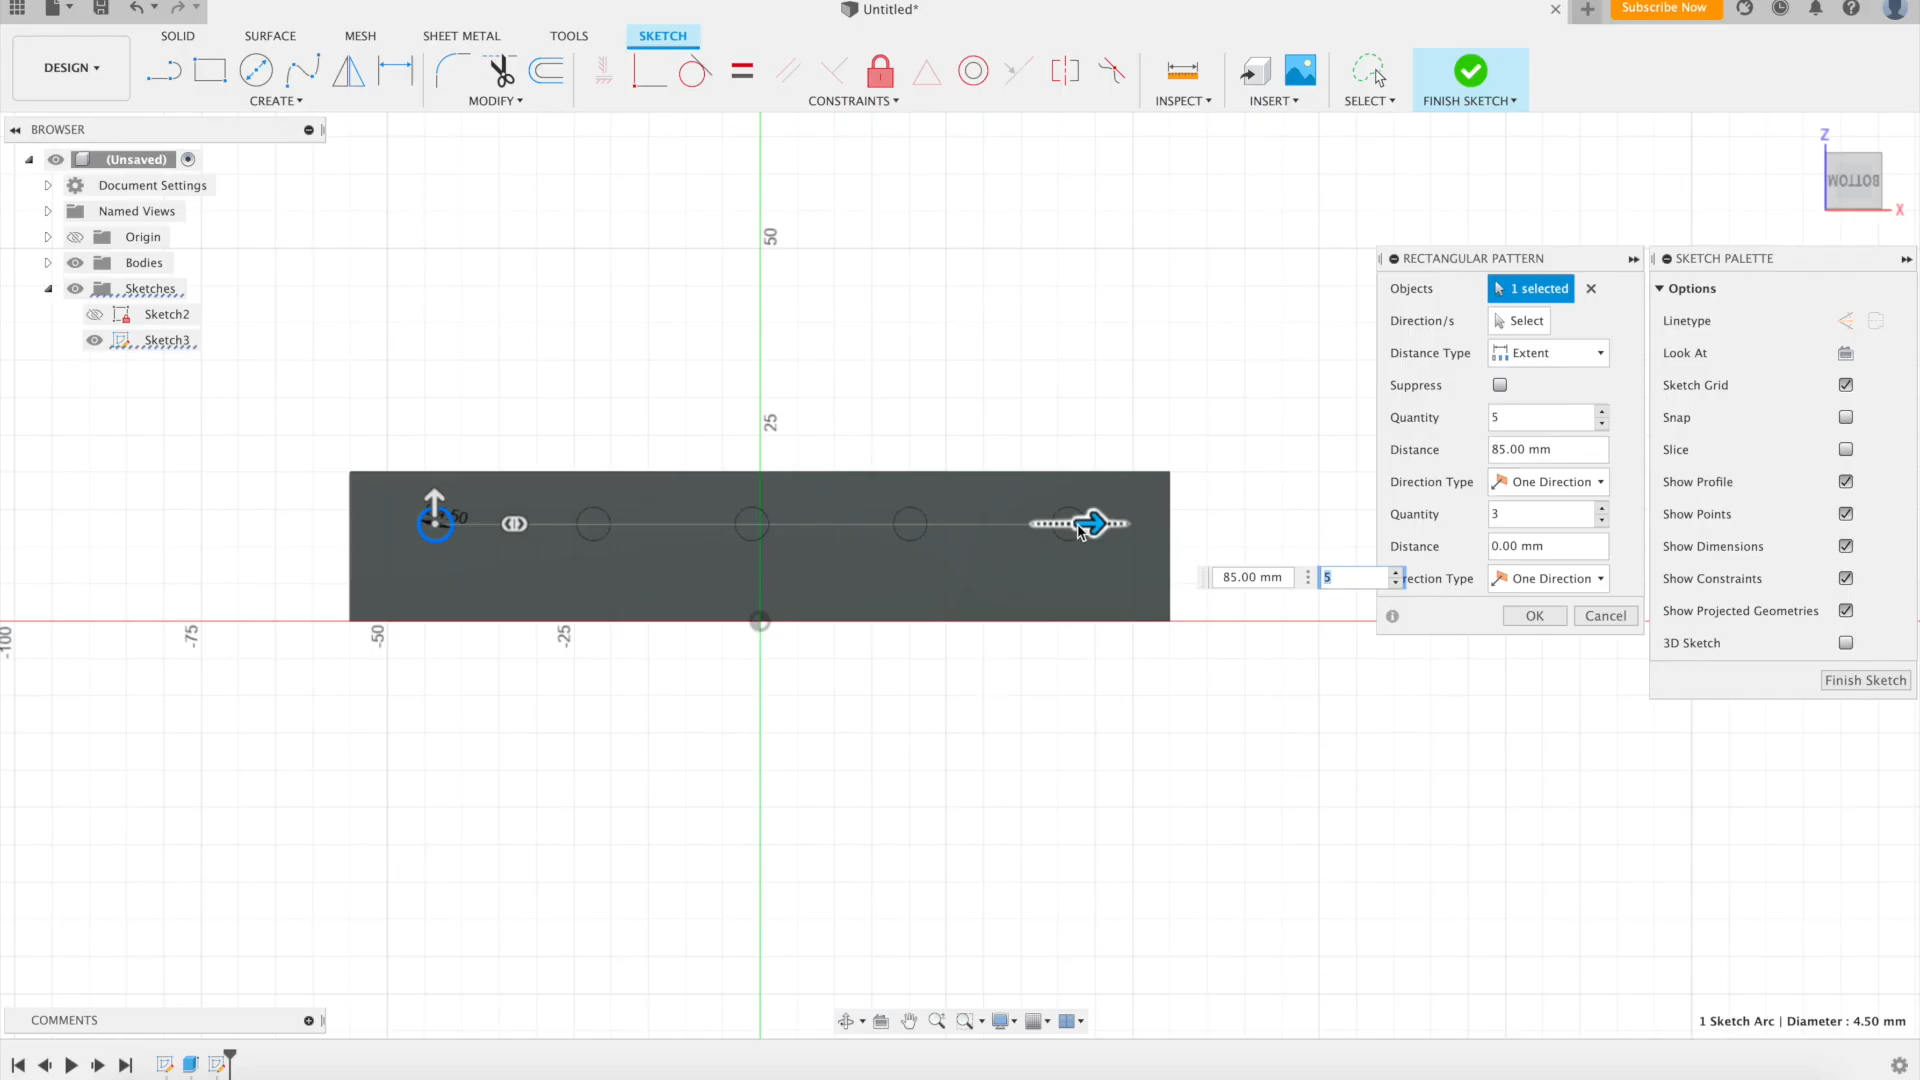 Untitled*
Subscribe Now
DESIGN
SOLID
SURFACE
MESH
SHEET METAL
TOOLS
SKETCH
CREATE
MODIFY
CONSTRAINTS
INSPECT
INSERT
SELECT
FINISH SKETCH
BROWSER
(Unsaved)
Document Settings
Named Views
Origin
Bodies
Sketches
Sketch2
Sketch3
Z
BOTTOM
X
50
25
-100
-75
-50
-25
RECTANGULAR PATTERN
Objects
1 selected
Direction/s
Select
Distance Type
Extent
Suppress
Quantity
5
Distance
85.00 mm
Direction Type
One Direction
Quantity
3
Distance
0.00 mm
rection Type
One Direction
OK
Cancel
85.00 mm
5
SKETCH PALETTE
Options
Linetype
Look At
Sketch Grid
Snap
Slice
Show Profile
Show Points
Show Dimensions
Show Constraints
Show Projected Geometries
3D Sketch
Finish Sketch
COMMENTS
1 Sketch Arc | Diameter : 4.50 mm